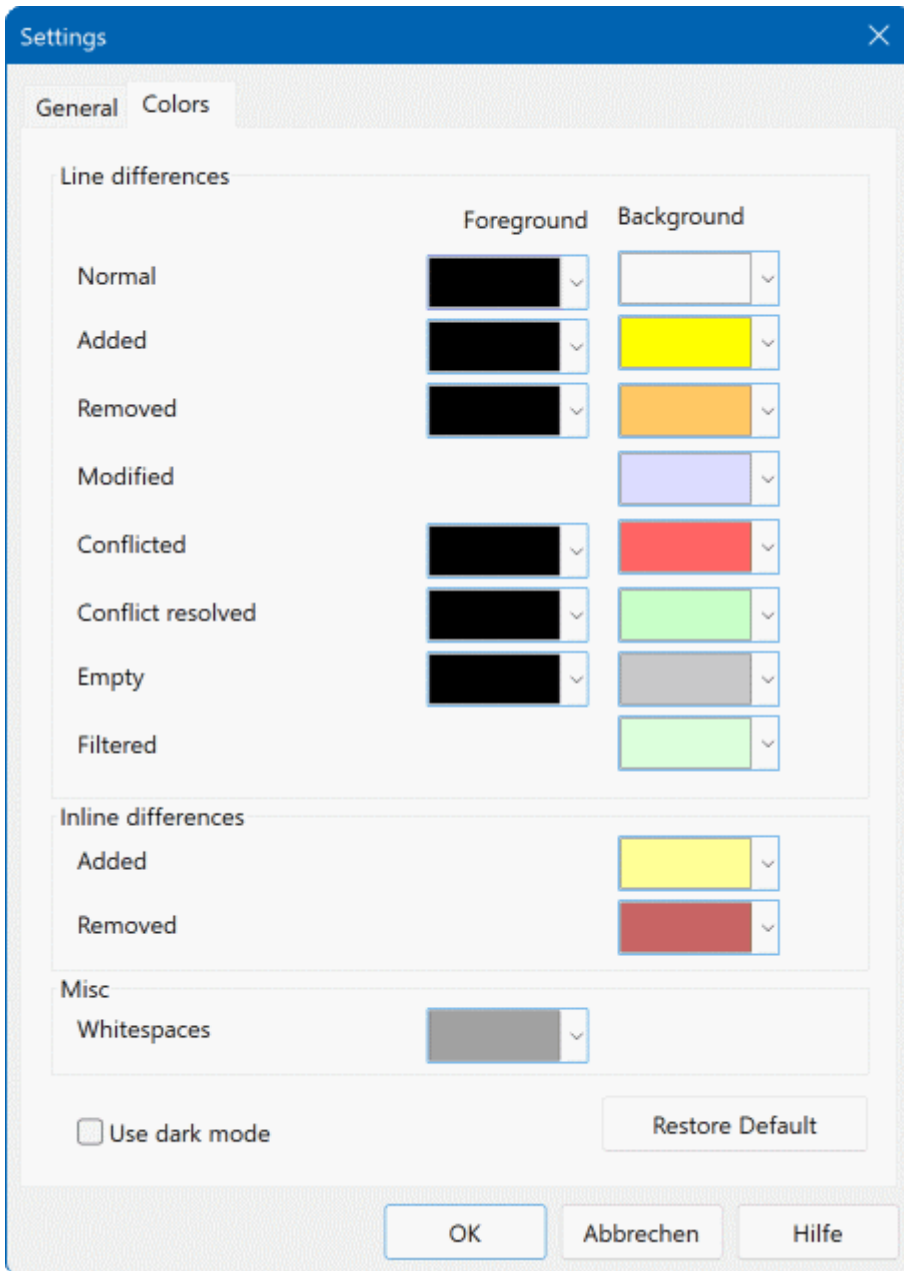 Settings
General Colors
Line differences
Foreground Background
Normal
Added
Removed
Modified
Conflicted
Conflict resolved
Empty
Filtered
Inline differences
Added
Removed
Misc
Whitespaces
Use dark mode Restore Default
OK Abbrechen Hilfe